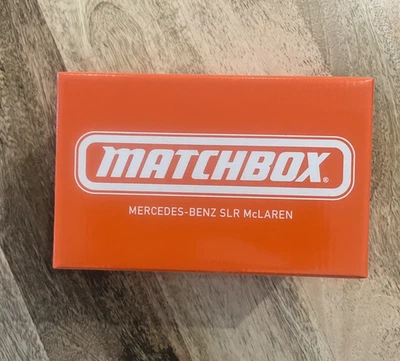 MATCHBOX®
MERCEDES-BENZ SLR McLAREN